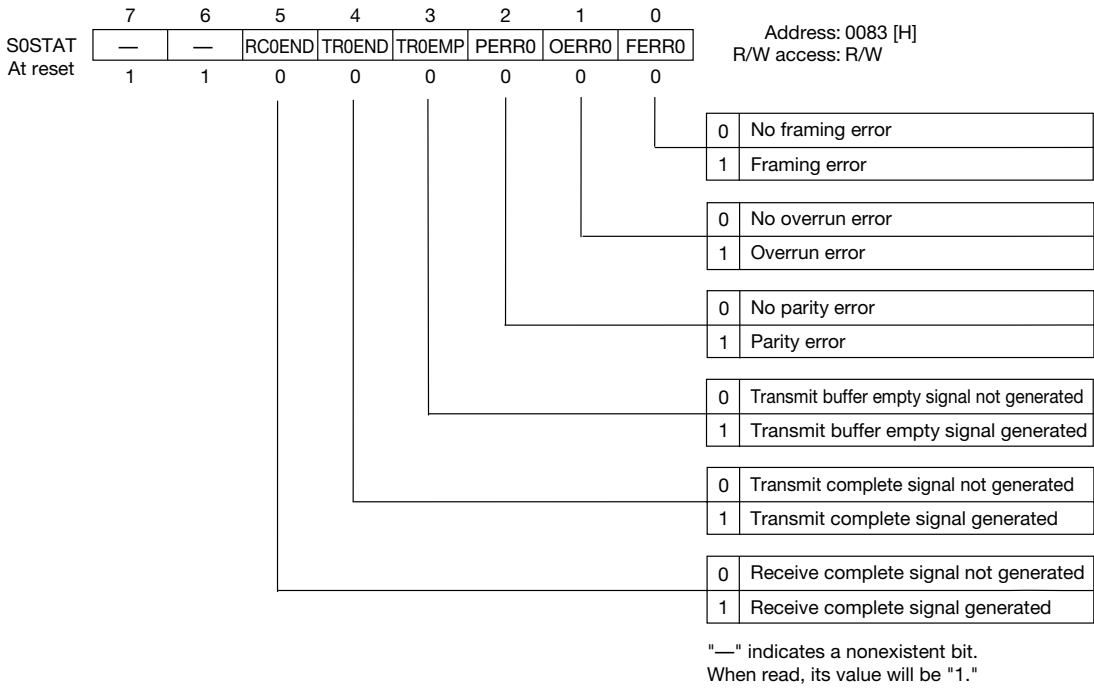 7 6 5 4 3 2 1 0
Address: 0083 [H]
S0STAT — — RC0END TR0END TR0EMP PERR0 OERR0 FERR0
R/W access: R/W
At reset 1 1 0 0 0 0 0 0
0 No framing error
1 Framing error
0 No overrun error
1 Overrun error
0 No parity error
1 Parity error
0 Transmit buffer empty signal not generated
1 Transmit buffer empty signal generated
0 Transmit complete signal not generated
1 Transmit complete signal generated
0 Receive complete signal not generated
1 Receive complete signal generated
"—" indicates a nonexistent bit.
When read, its value will be "1."